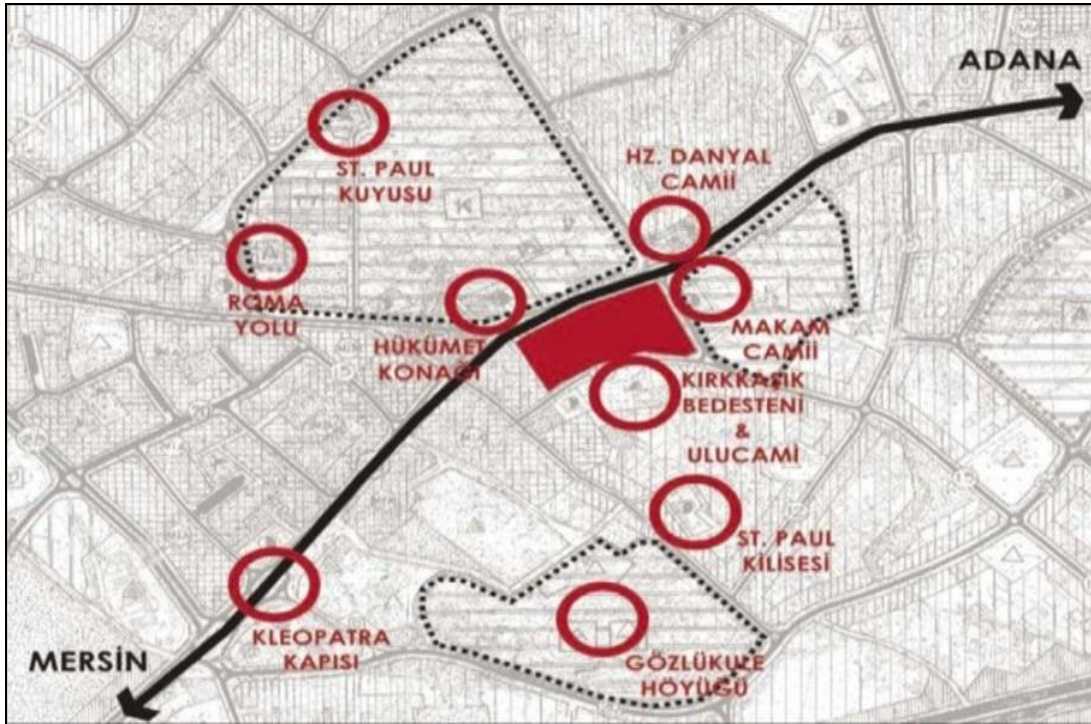 ADANA
HZ. DANYAL
CAMİİ
ST. PAUL
KUYUSU
ROMA
YOLU
HÜKÜMET
KONAĞI
MAKAM
CAMİİ
KIRKKAŞIK
BEDESTENİ
&
ULUCAMİ
ST. PAUL
KİLİSESİ
KLEOPATRA
KAPISI
MERSİN
GÖZLÜKULE
HÖYÜĞÜ
K